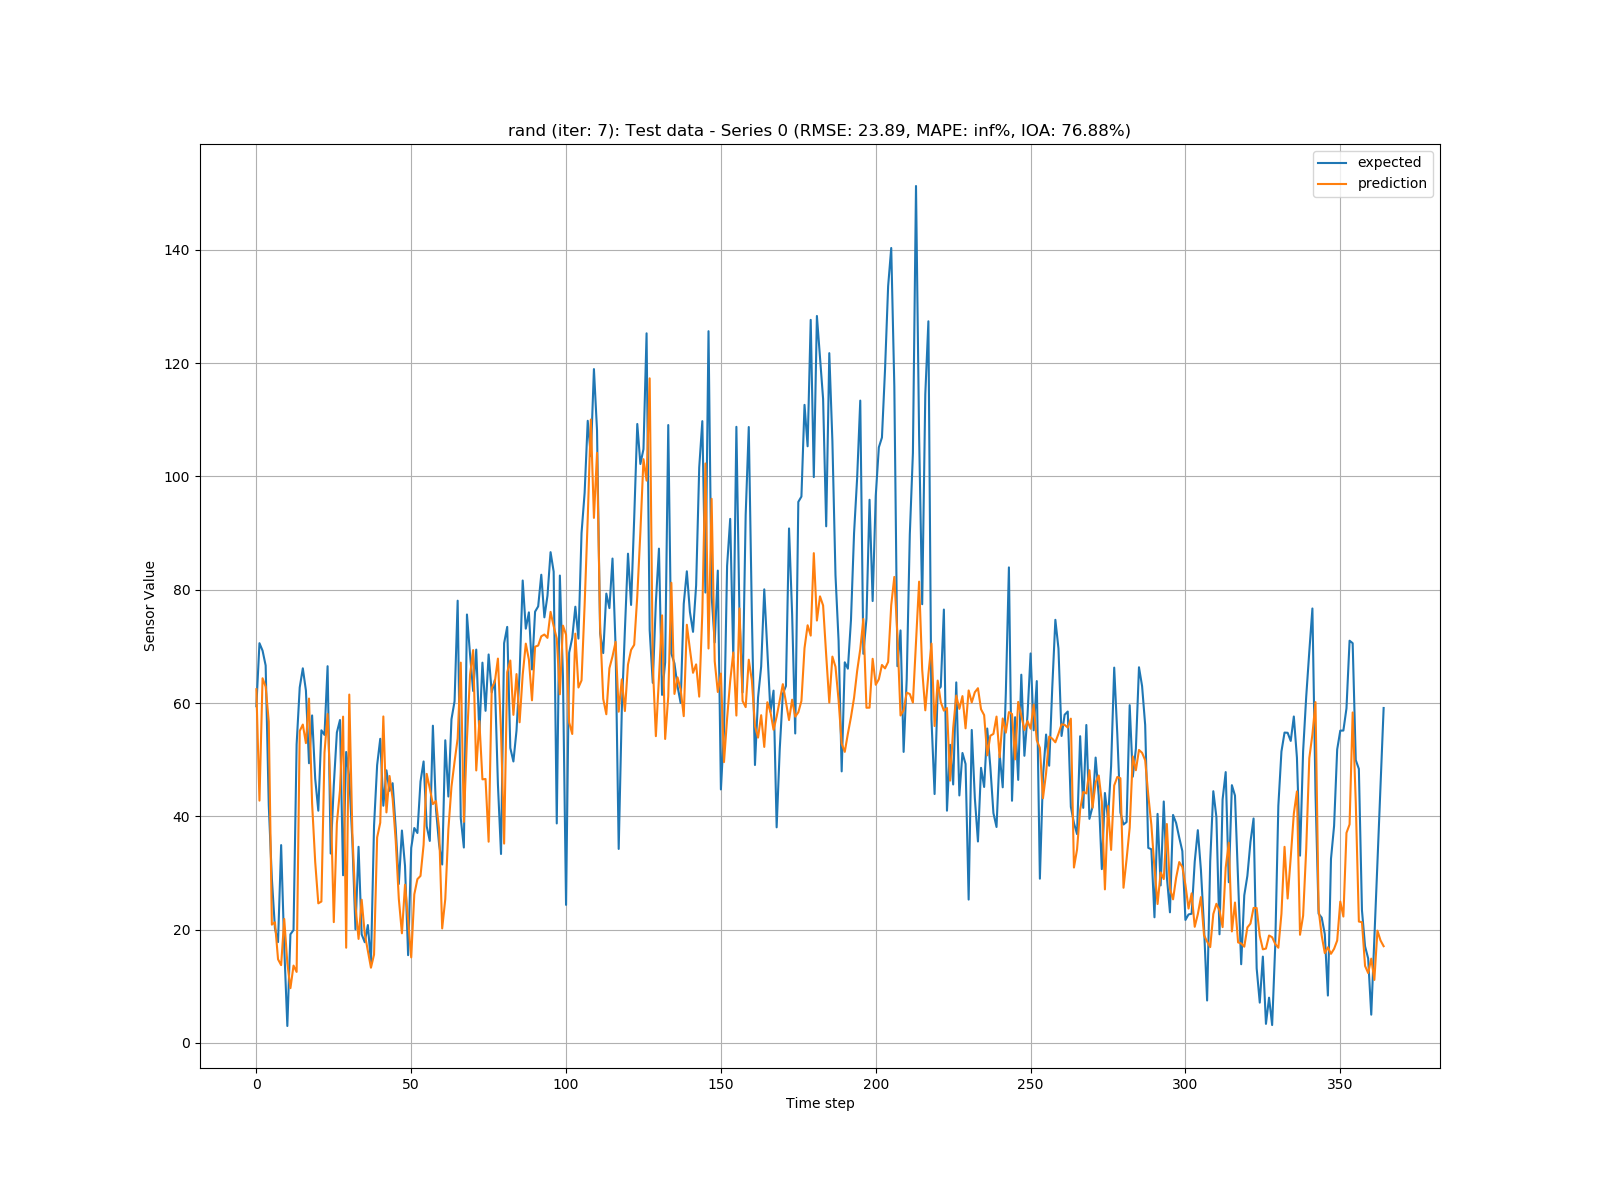 rand (iter: 7): Test data - Series 0 (RMSE: 23.89, MAPE: inf%, IOA: 76.88%)
expected
prediction
140
120
100
80
60
40
20
0
Sensor Value
0 50 100 150 200 250 300 350
Time step